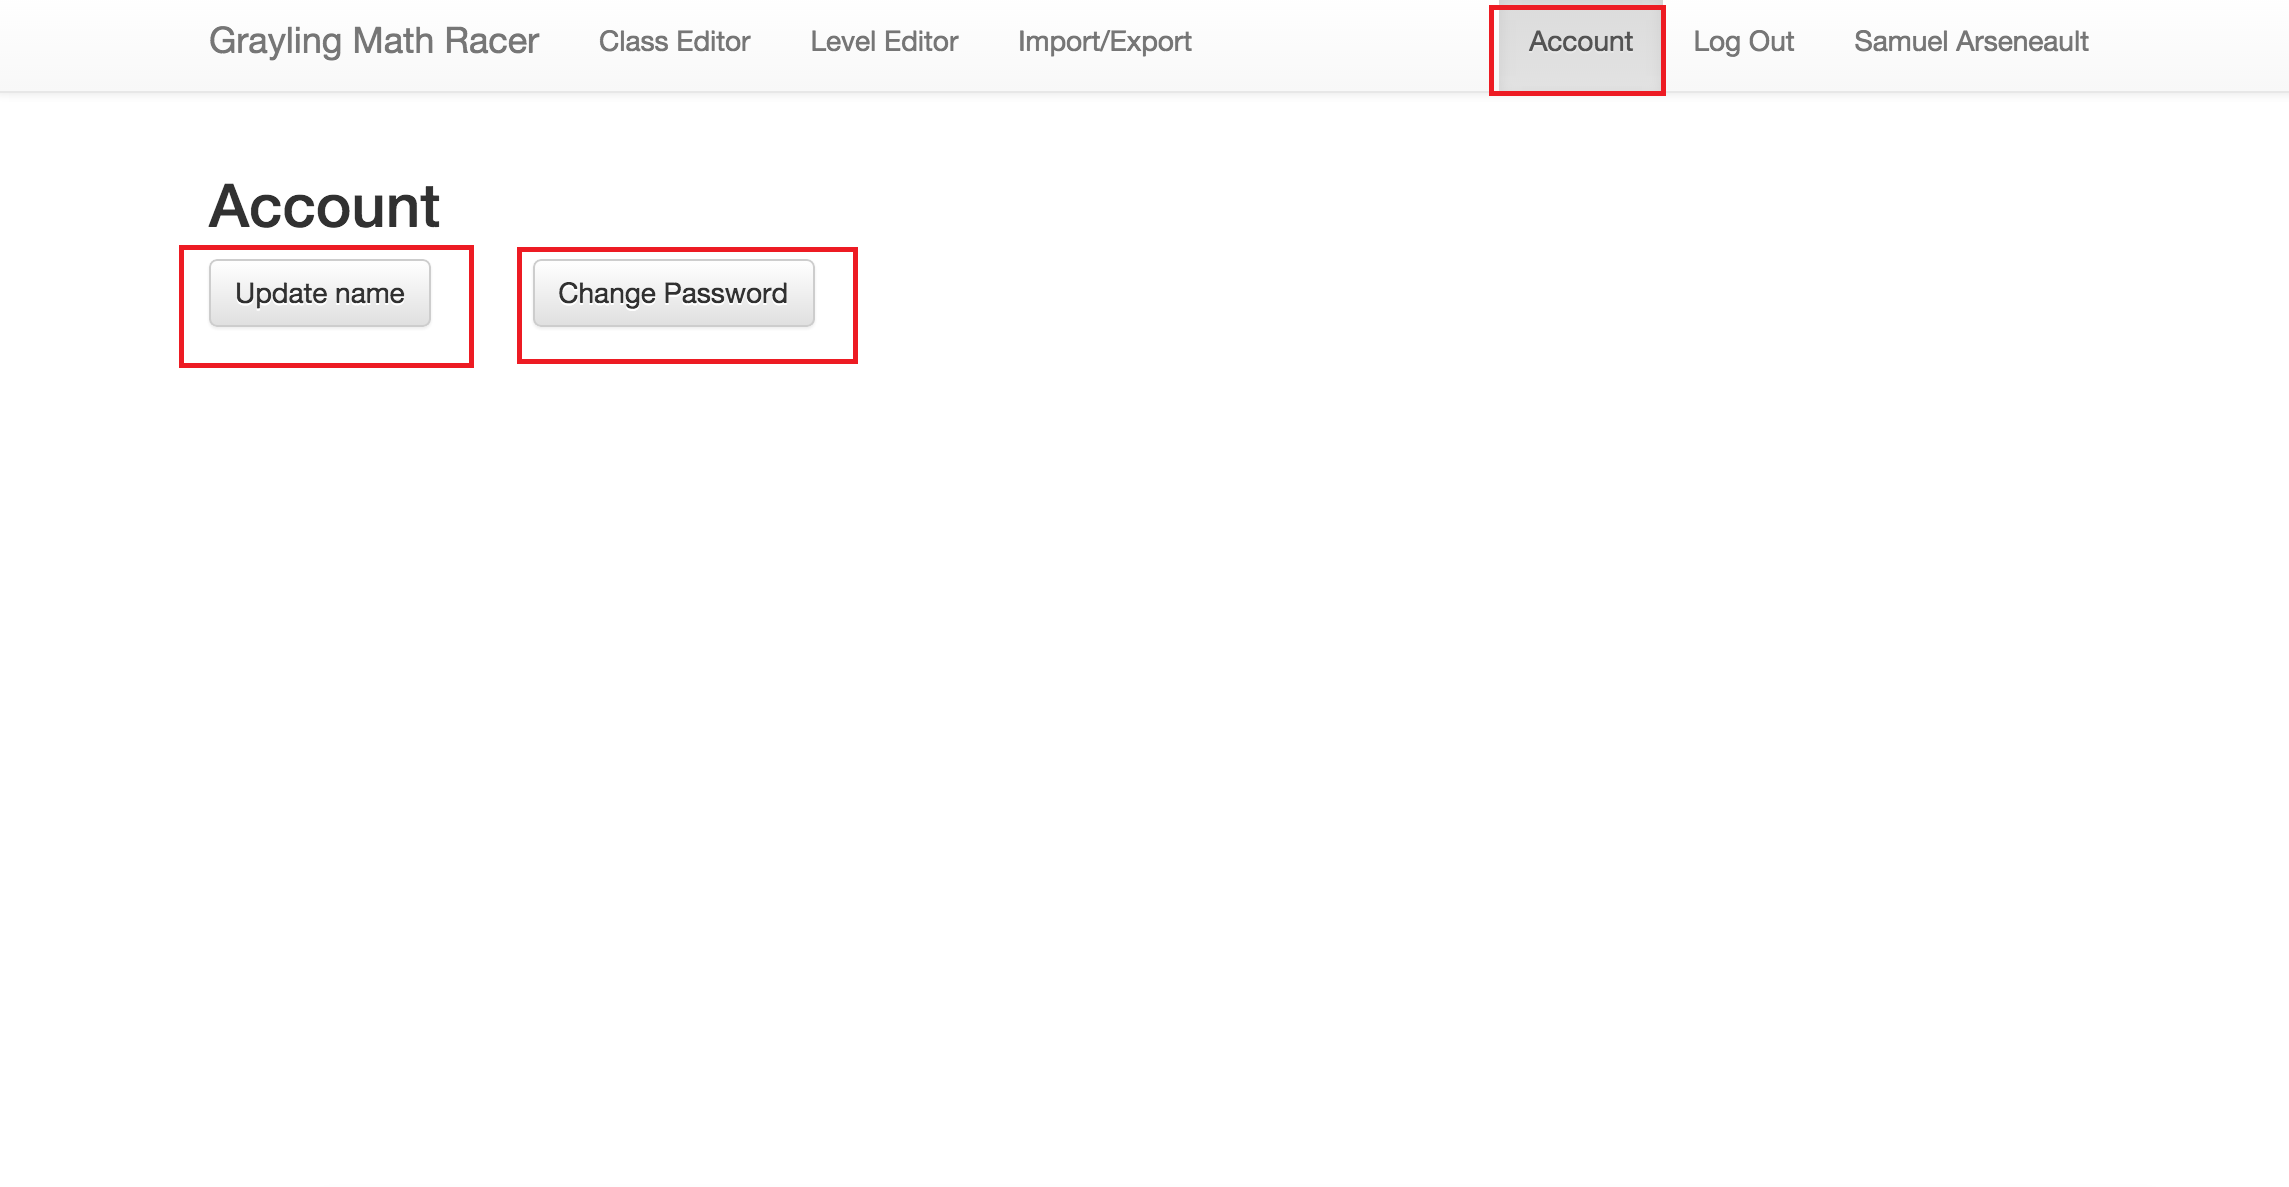 Grayling Math Racer Class Editor Level Editor Import/Export Account Log Out Samuel Arseneault
Account
Update name Change Password